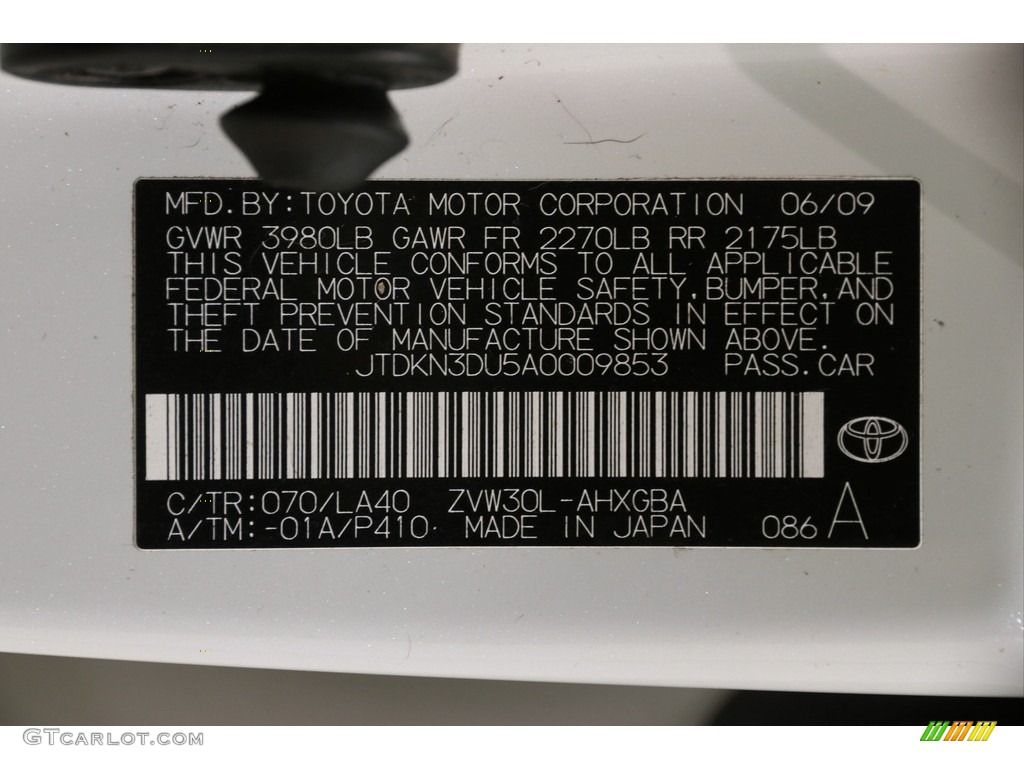 MFD.BY:TOYOTA MOTOR CORPORATION 06/09
GVWR 3980LB GAWR FR 2270LB RR 2175LB
THIS VEHICLE CONFORMS TO ALL APPLICABLE
FEDERAL MOTOR VEHICLE SAFETY,BUMPER,AND
THEFT PREVENTION STANDARDS IN EFFECT ON
THE DATE OF MANUFACTURE SHOWN ABOVE.
JTDKN3DU5A0009853 PASS.CAR
C/TR:070/LA40 ZVW30L-AHXGBA
A/TM:-01A/P410 MADE IN JAPAN 086 A
GTCarLot.com